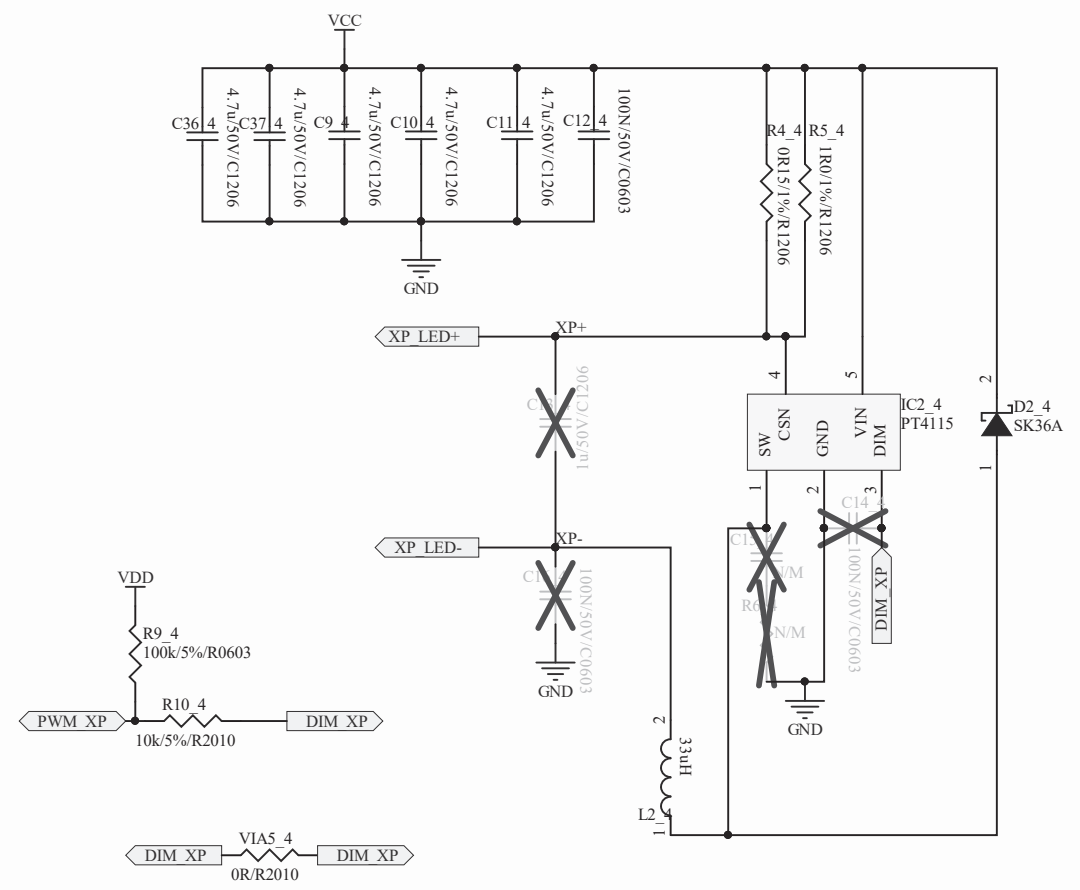 VCC
C36_4
4.7u/50V/C1206
C37_4
4.7u/50V/C1206
C9_4
4.7u/50V/C1206
C10_4
4.7u/50V/C1206
C11_4
4.7u/50V/C1206
C12_4
100N/50V/C0603
GND
R4_4
0R15/1%/R1206
R5_4
1R0/1%/R1206
XP_LED+
XP+
1u/50V/C1206
4
5
IC2_4
PT4115
CSN
VIN
SW
GND
DIM
1
2
3
2
D2_4
SK36A
1
C14_4
100N/50V/C0603
DIM_XP
N/M
N/M
GND
XP_LED-
XP-
100N/50V/C0603
GND
VDD
R9_4
100k/5%/R0603
PWM_XP
R10_4
10k/5%/R2010
DIM_XP
2
33uH
L2_4
1
DIM_XP
VIA5_4
0R/R2010
DIM_XP